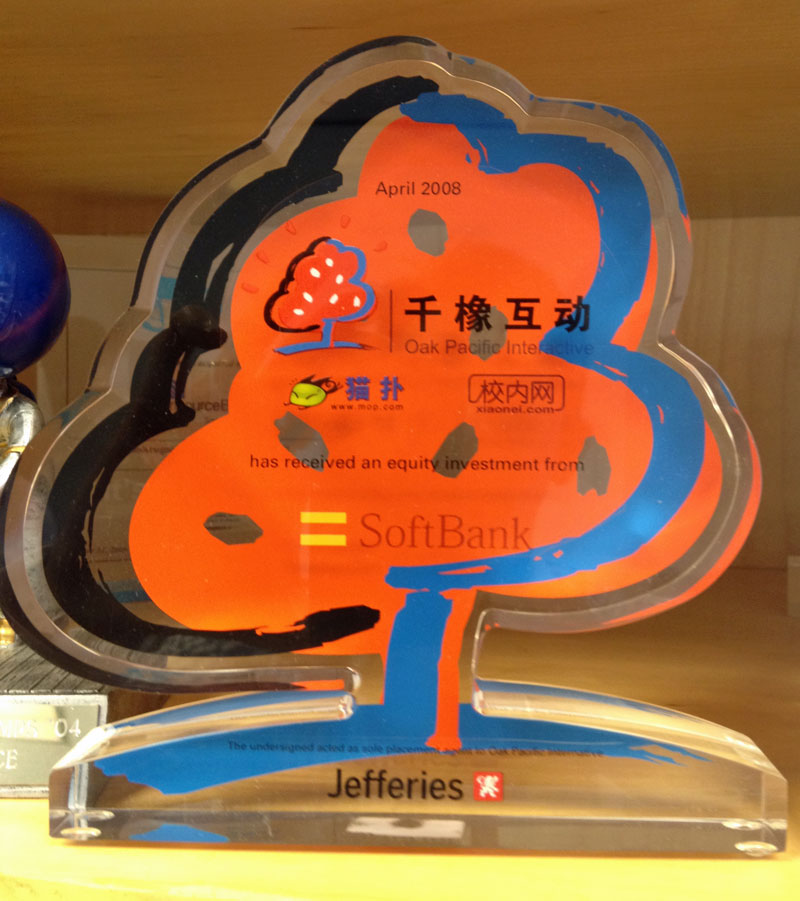 April 2008
千橡互动
Oak Pacific Interactive
猫扑
www.mop.com
校内网
xiaonei.com
has received an equity investment from
SoftBank
The undersigned acted as sole placement agent to Oak Pacific Interactive
Jefferies
'04
CE